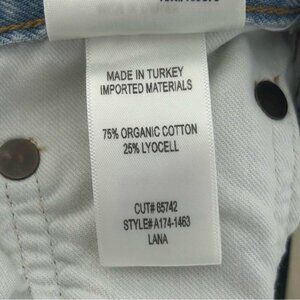 MADE IN TURKEY
IMPORTED MATERIALS
75% ORGANIC COTTON
25% LYOCELL
CUT# 65742
STYLE# A174-1463
LANA